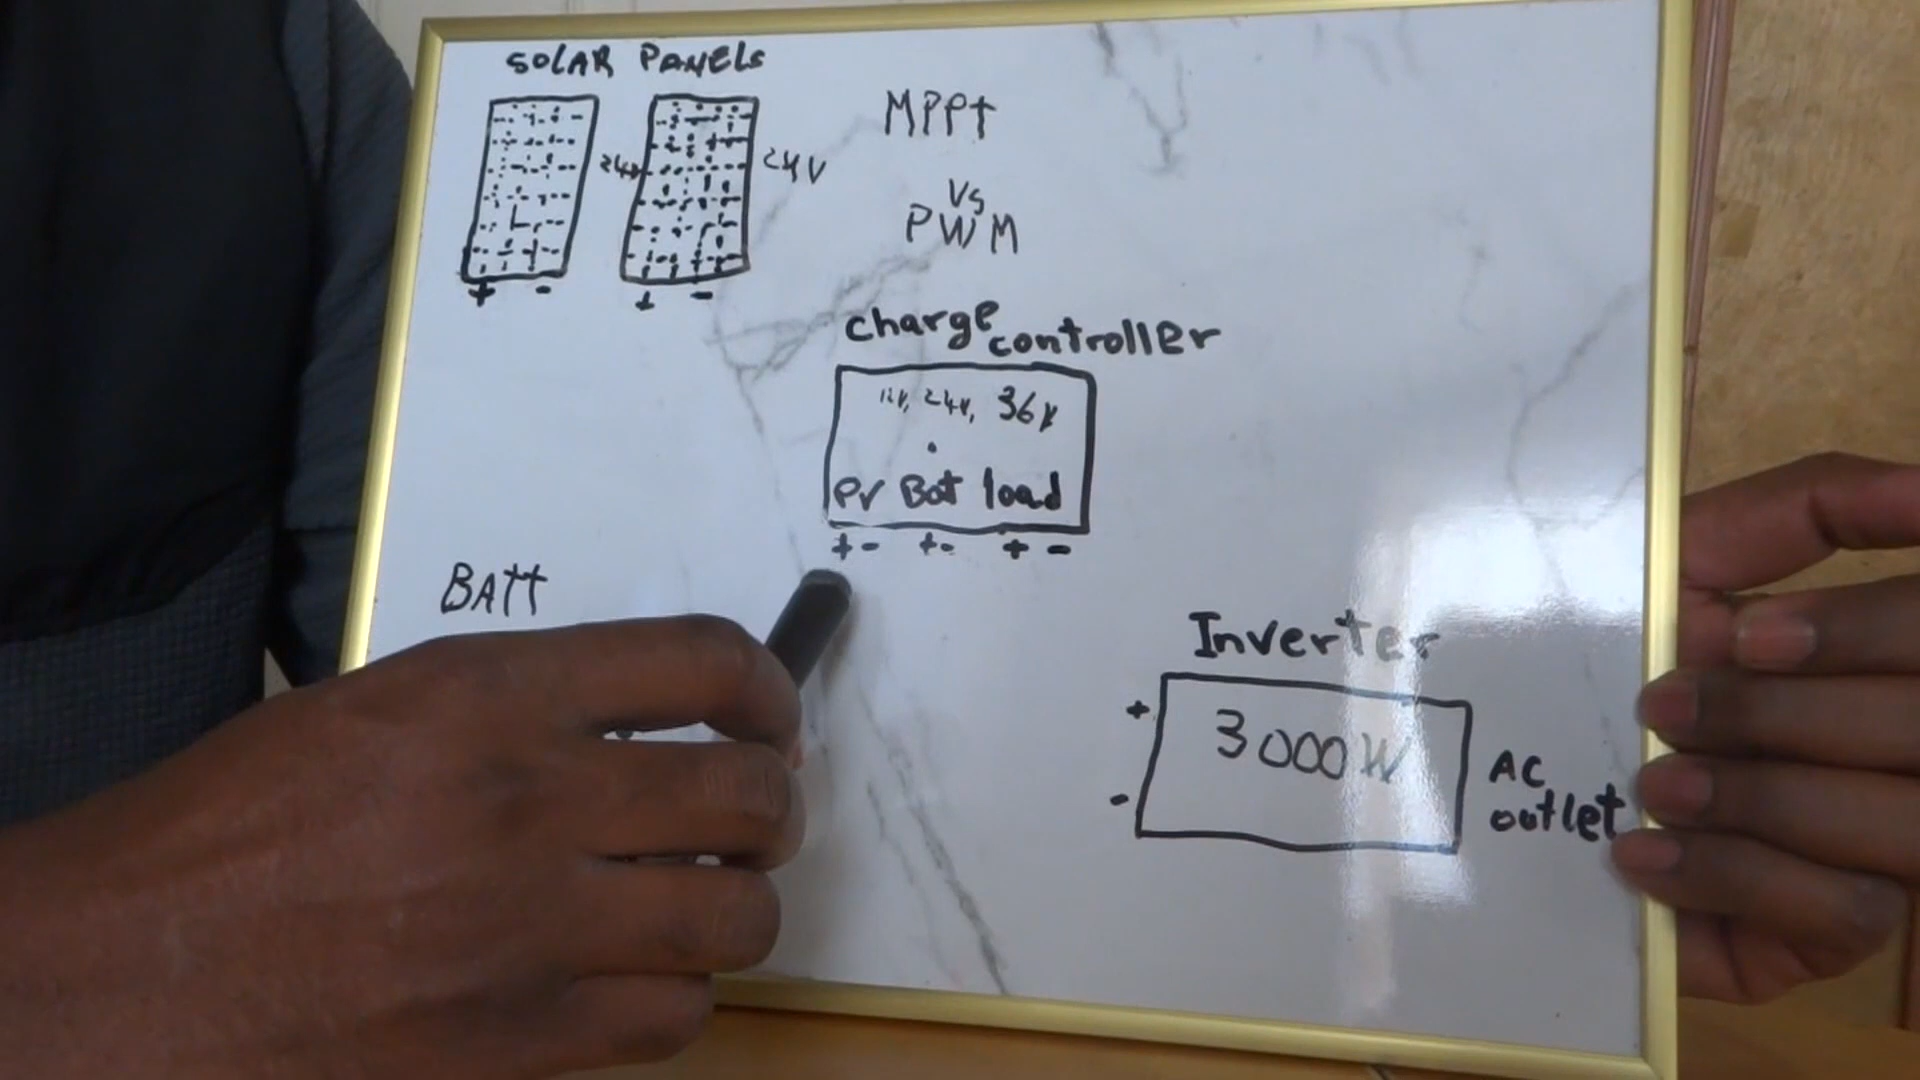 SOLAR PANELS
MPPt
24V 24V
Vs
PWM
+ - + -
charge controller
12V, 24V, 36V
PV Bat load
+ - + - + -
BAtt
Inverter
+
3000W
AC
outlet
-